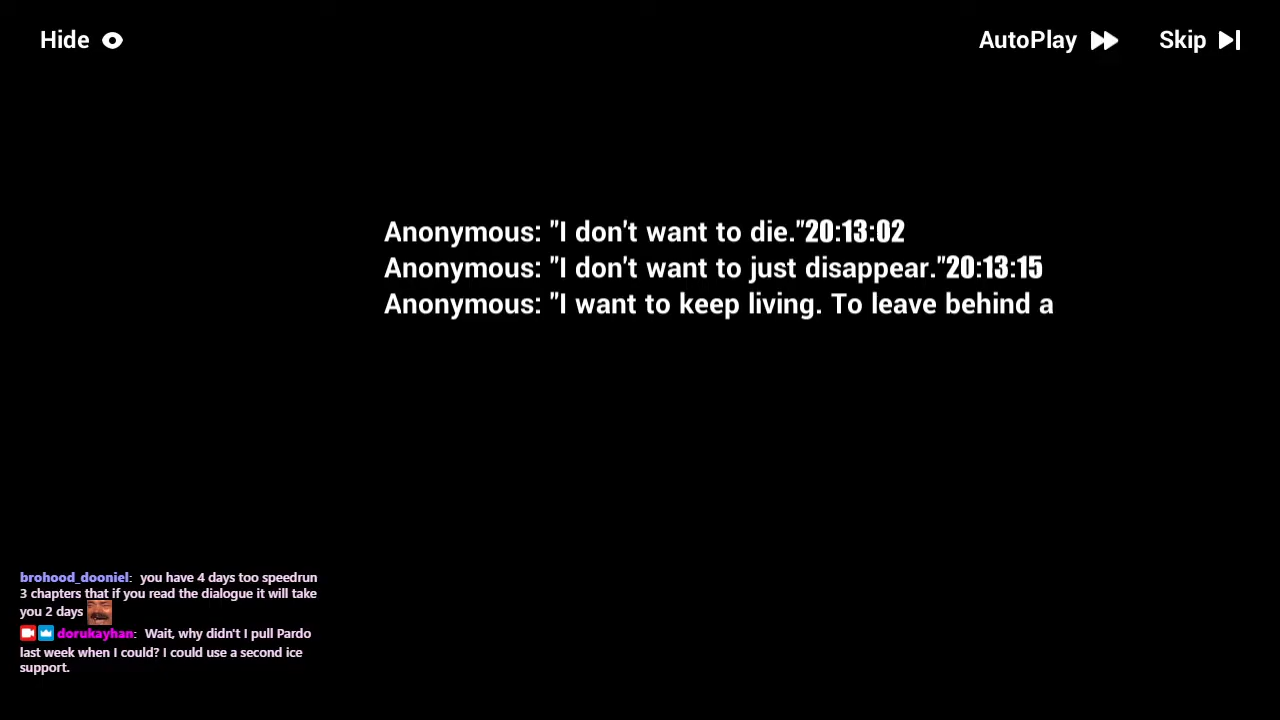 Hide
AutoPlay
Skip
Anonymous: "I don't want to die."20:13:02
Anonymous: "I don't want to just disappear."20:13:15
Anonymous: "I want to keep living. To leave behind a
brohood_dooniel: you have 4 days too speedrun
3 chapters that if you read the dialogue it will take
you 2 days
dorukayhan: Wait, why didn't I pull Pardo
last week when I could? I could use a second ice
support.